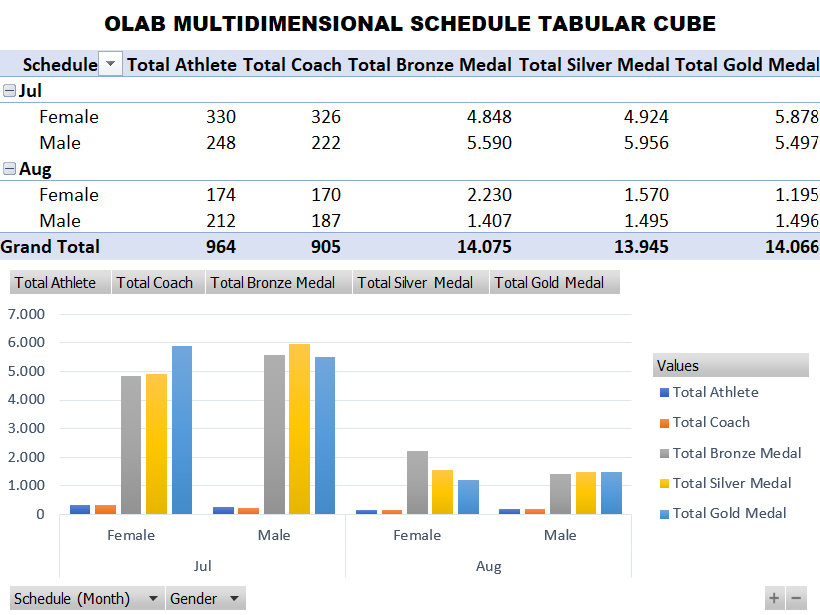 OLAB MULTIDIMENSIONAL SCHEDULE TABULAR CUBE
Schedule Total Athlete Total Coach Total Bronze Medal Total Silver Medal Total Gold Medal
Jul
Female 330 326 4.848 4.924 5.878
Male 248 222 5.590 5.956 5.497
Aug
Female 174 170 2.230 1.570 1.195
Male 212 187 1.407 1.495 1.496
Grand Total 964 905 14.075 13.945 14.066
Total Athlete Total Coach Total Bronze Medal Total Silver Medal Total Gold Medal
7.000
6.000
5.000
4.000
3.000
2.000
1.000
0
Female Male Female Male
Jul Aug
Values
Total Athlete
Total Coach
Total Bronze Medal
Total Silver Medal
Total Gold Medal
Schedule (Month) Gender